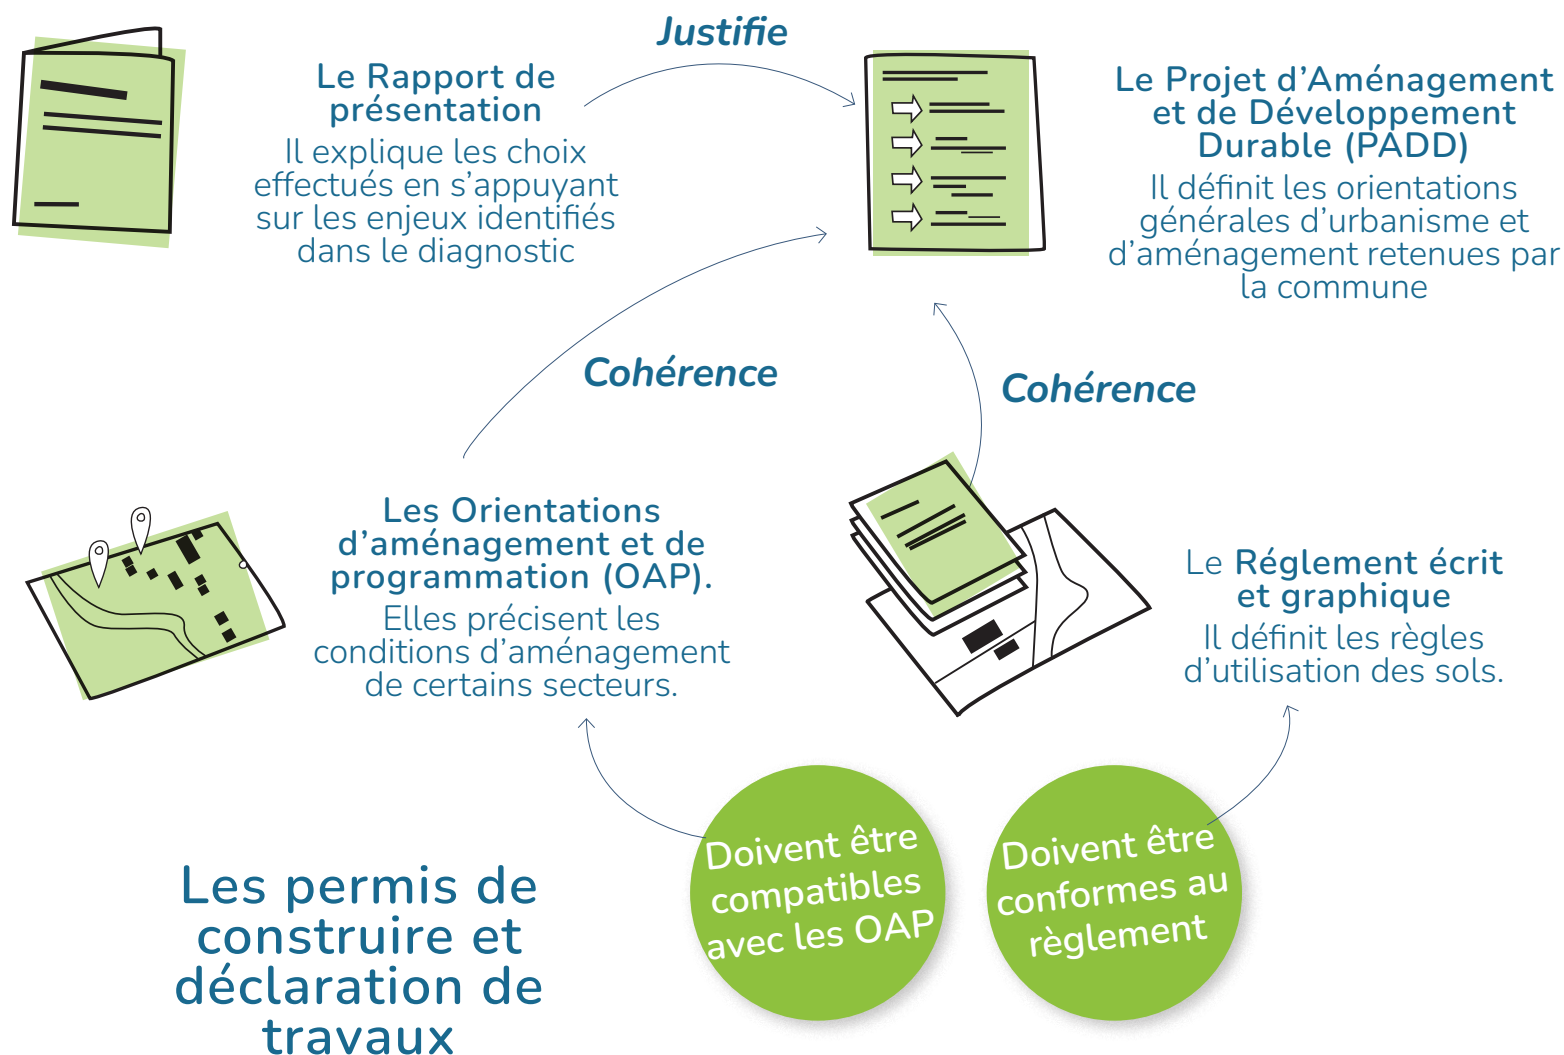 Justifie
Le Rapport de
présentation
Il explique les choix
effectués en s’appuyant
sur les enjeux identifiés
dans le diagnostic
Le Projet d’Aménagement
et de Développement
Durable (PADD)
Il définit les orientations
générales d’urbanisme et
d’aménagement retenues par
la commune
Cohérence
Cohérence
Les Orientations
d’aménagement et de
programmation (OAP).
Elles précisent les
conditions d’aménagement
de certains secteurs.
Le Réglement écrit
et graphique
Il définit les règles
d’utilisation des sols.
Les permis de
construire et
déclaration de
travaux
Doivent être
compatibles
avec les OAP
Doivent être
conformes au
règlement